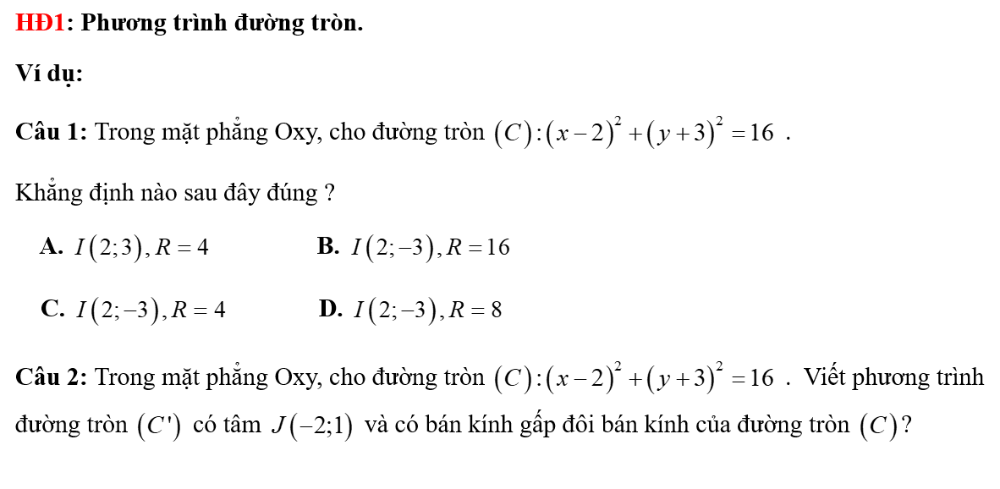 HĐ1: Phương trình đường tròn.
Ví dụ:
Câu 1: Trong mặt phẳng Oxy, cho đường tròn (C):(x−2)²+(y+3)²=16 .
Khẳng định nào sau đây đúng ?
A. I(2;3),R=4 B. I(2;−3),R=16
C. I(2;−3),R=4 D. I(2;−3),R=8
Câu 2: Trong mặt phẳng Oxy, cho đường tròn (C):(x−2)²+(y+3)²=16 . Viết phương trình
đường tròn (C') có tâm J(−2;1) và có bán kính gấp đôi bán kính của đường tròn (C)?